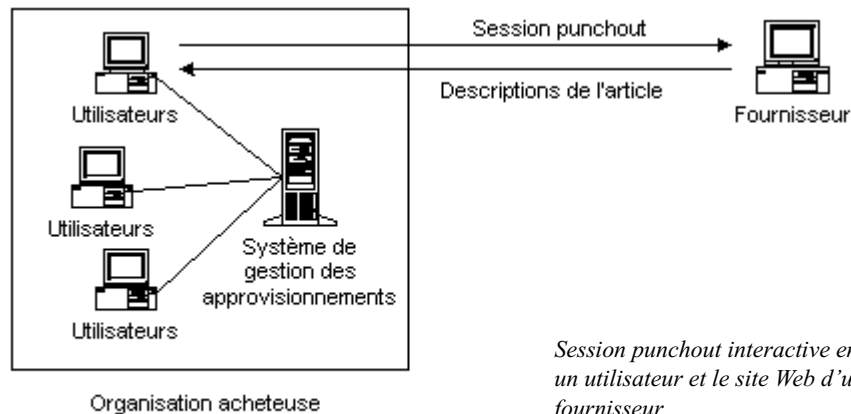 Session punchout
Descriptions de l'article
Utilisateurs
Fournisseur
Utilisateurs
Système de
gestion des
approvisionnements
Utilisateurs
Session punchout interactive
un utilisateur et le site Web
fournisseur
Organisation acheteuse